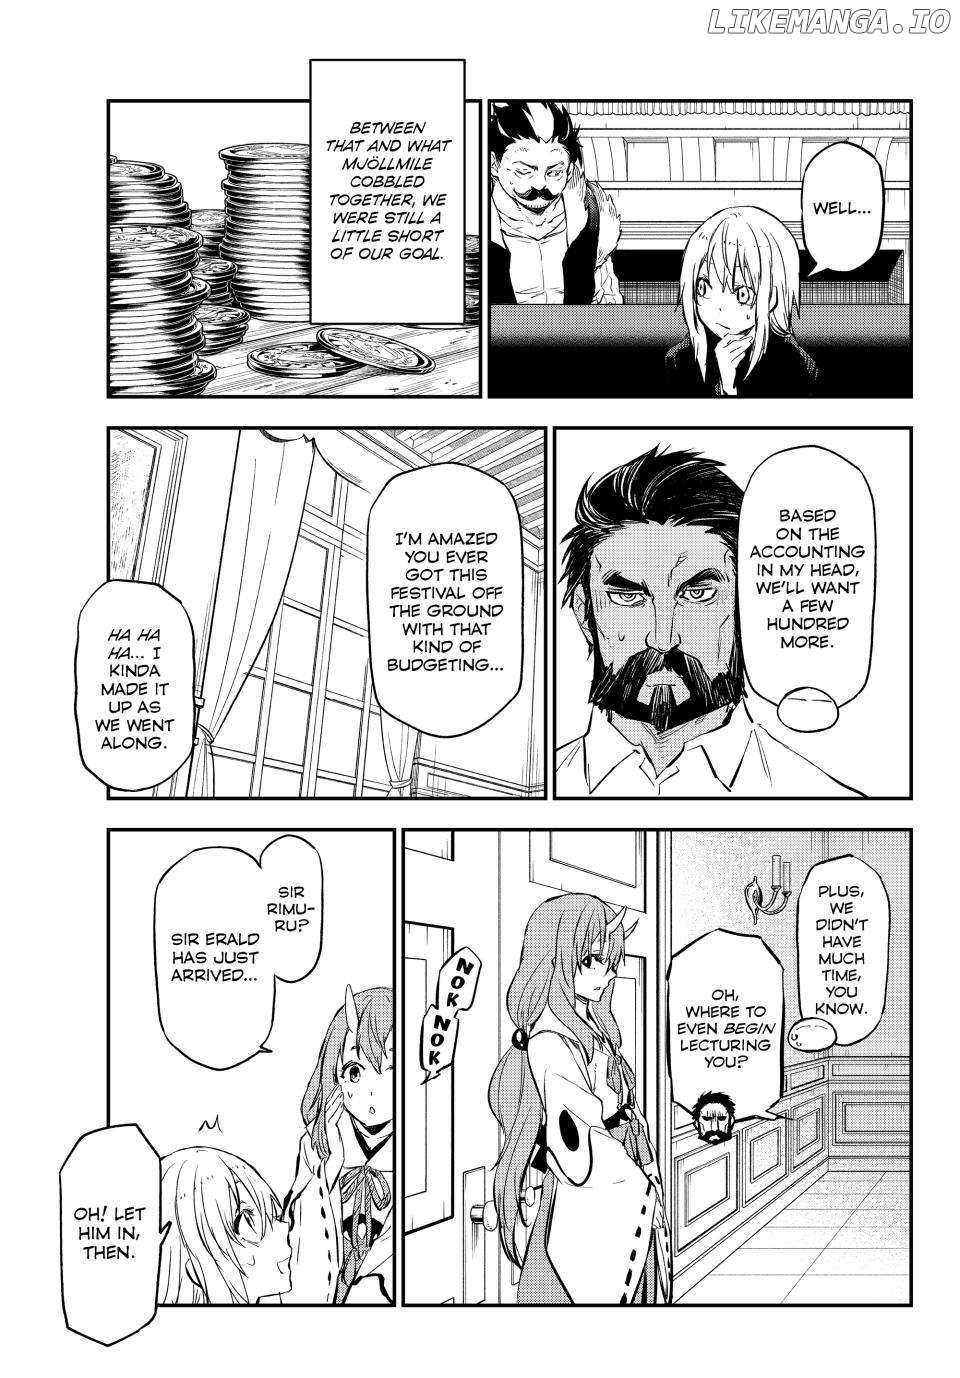 LIKEMANGA.IO
WELL...
BETWEEN
THAT AND WHAT
MJÖLLMILE
COBBLED
TOGETHER, WE
WERE STILL A
LITTLE SHORT
OF OUR GOAL.
BASED
ON THE
ACCOUNTING
IN MY HEAD,
WE'LL WANT
A FEW
HUNDRED
MORE.
I'M AMAZED
YOU EVER
GOT THIS
FESTIVAL OFF
THE GROUND
WITH THAT
KIND OF
BUDGETING...
HA HA
HA... I
KINDA
MADE IT
UP AS
WE WENT
ALONG.
PLUS,
WE
DIDN'T
HAVE
MUCH
TIME,
YOU
KNOW.
OH,
WHERE TO
EVEN BEGIN
LECTURING
YOU?
NOK NOK
SIR
RIMU-
RU?
SIR ERALD
HAS JUST
ARRIVED...
OH! LET
HIM IN,
THEN.